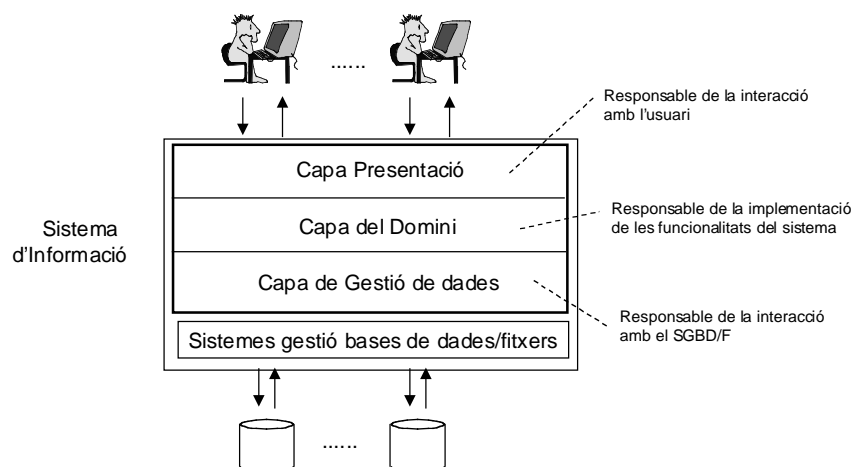 ......
Responsable de la interacció
amb l'usuari
Capa Presentació
Sistema
d'Informació
Capa del Domini
Responsable de la implementació
de les funcionalitats del sistema
Capa de Gestió de dades
Responsable de la interacció
amb el SGBD/F
Sistemes gestió bases de dades/fitxers
......